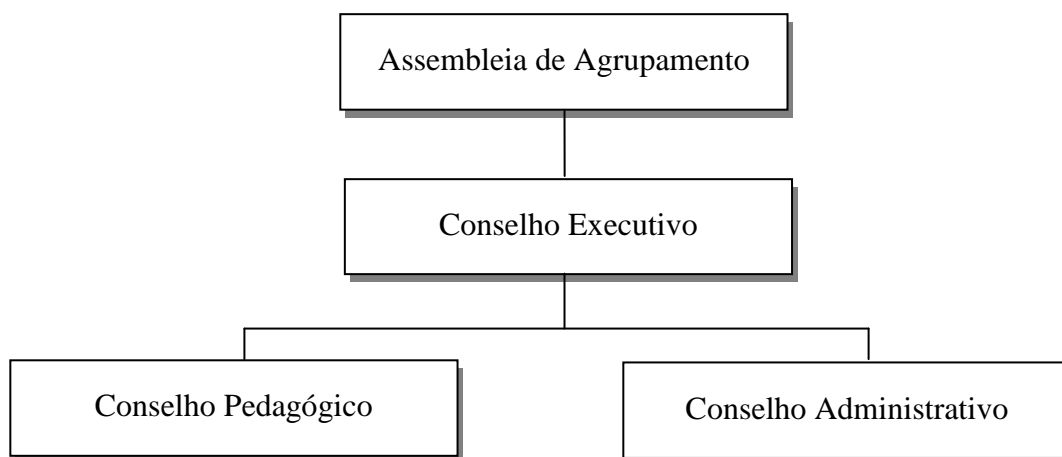 Assembleia de Agrupamento
Conselho Executivo
Conselho Pedagógico
Conselho Administrativo